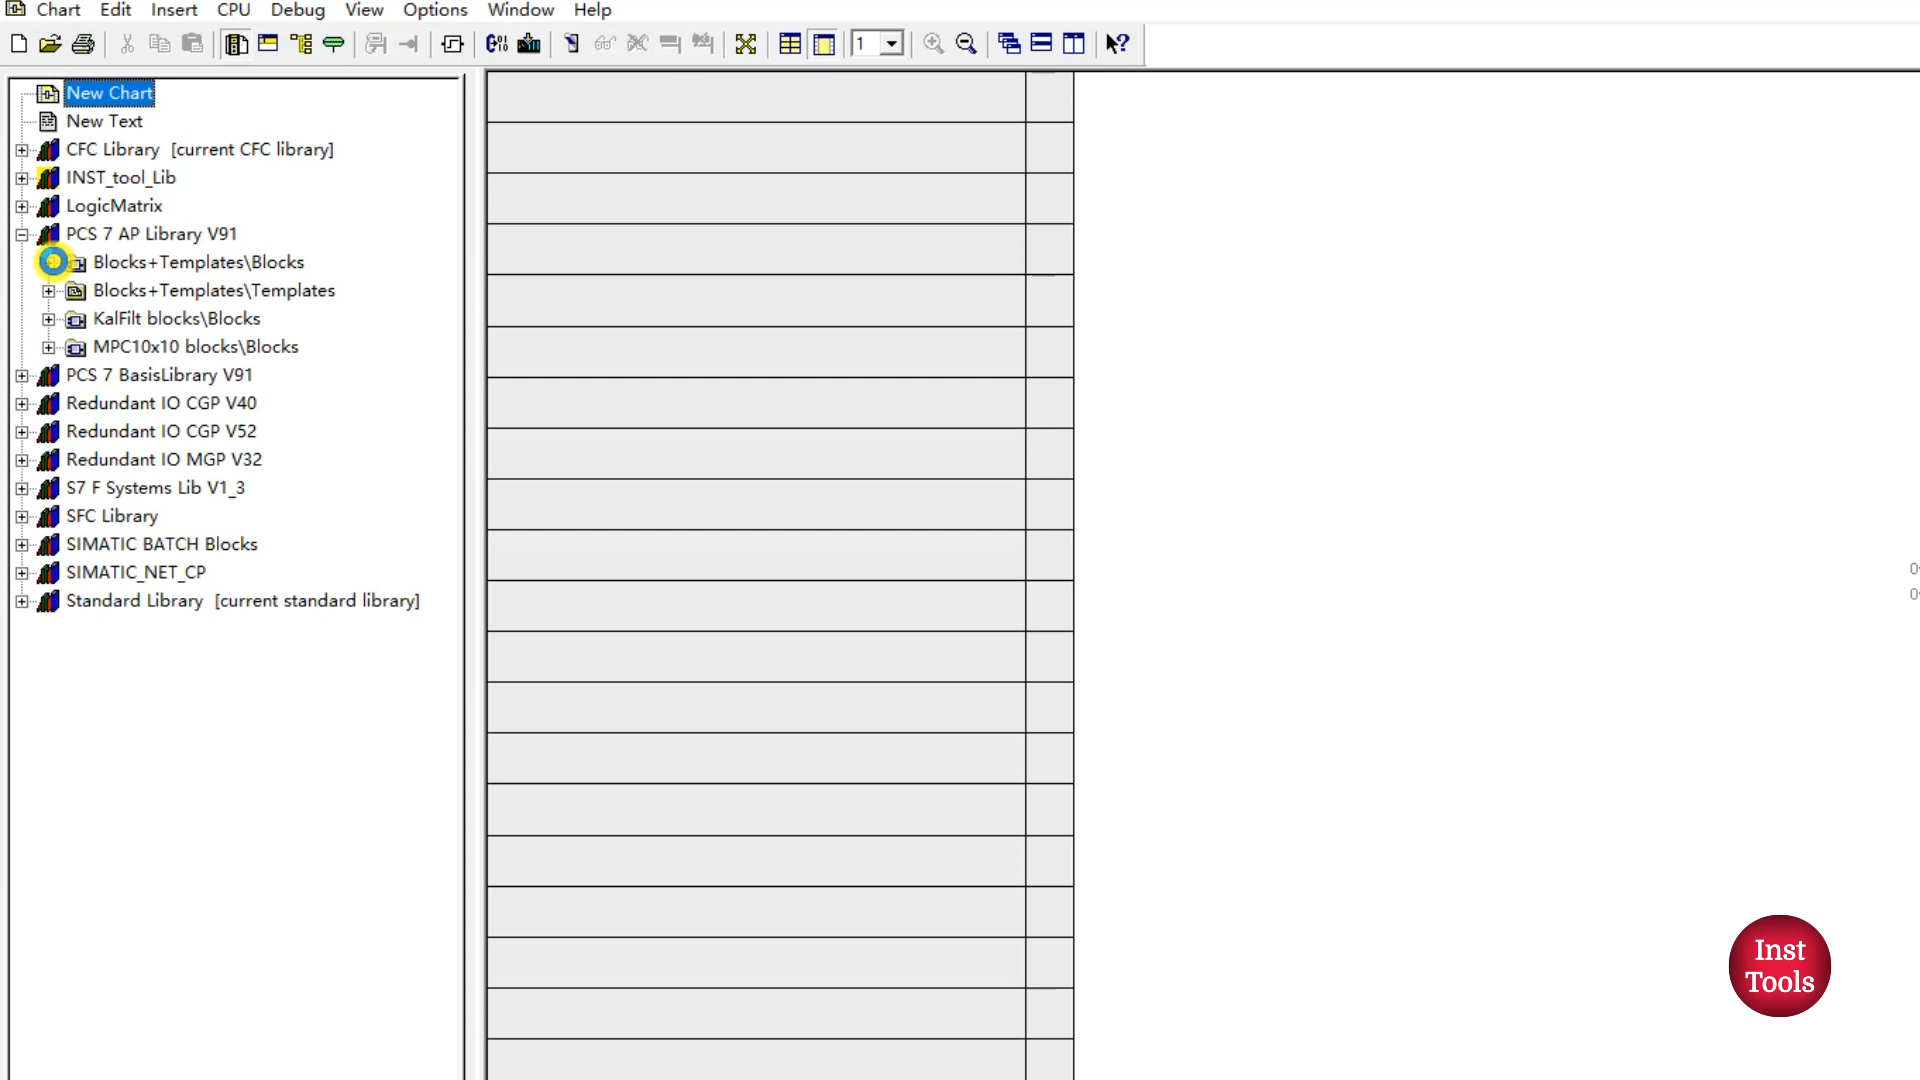 Chart Edit Insert CPU Debug View Options Window Help
1
New Chart
New Text
CFC Library [current CFC library]
INST_tool_Lib
LogicMatrix
PCS 7 AP Library V91
Blocks+Templates\Blocks
Blocks+Templates\Templates
KalFilt blocks\Blocks
MPC10x10 blocks\Blocks
PCS 7 BasisLibrary V91
Redundant IO CGP V40
Redundant IO CGP V52
Redundant IO MGP V32
S7 F Systems Lib V1_3
SFC Library
SIMATIC BATCH Blocks
SIMATIC_NET_CP
Standard Library [current standard library]
Inst
Tools